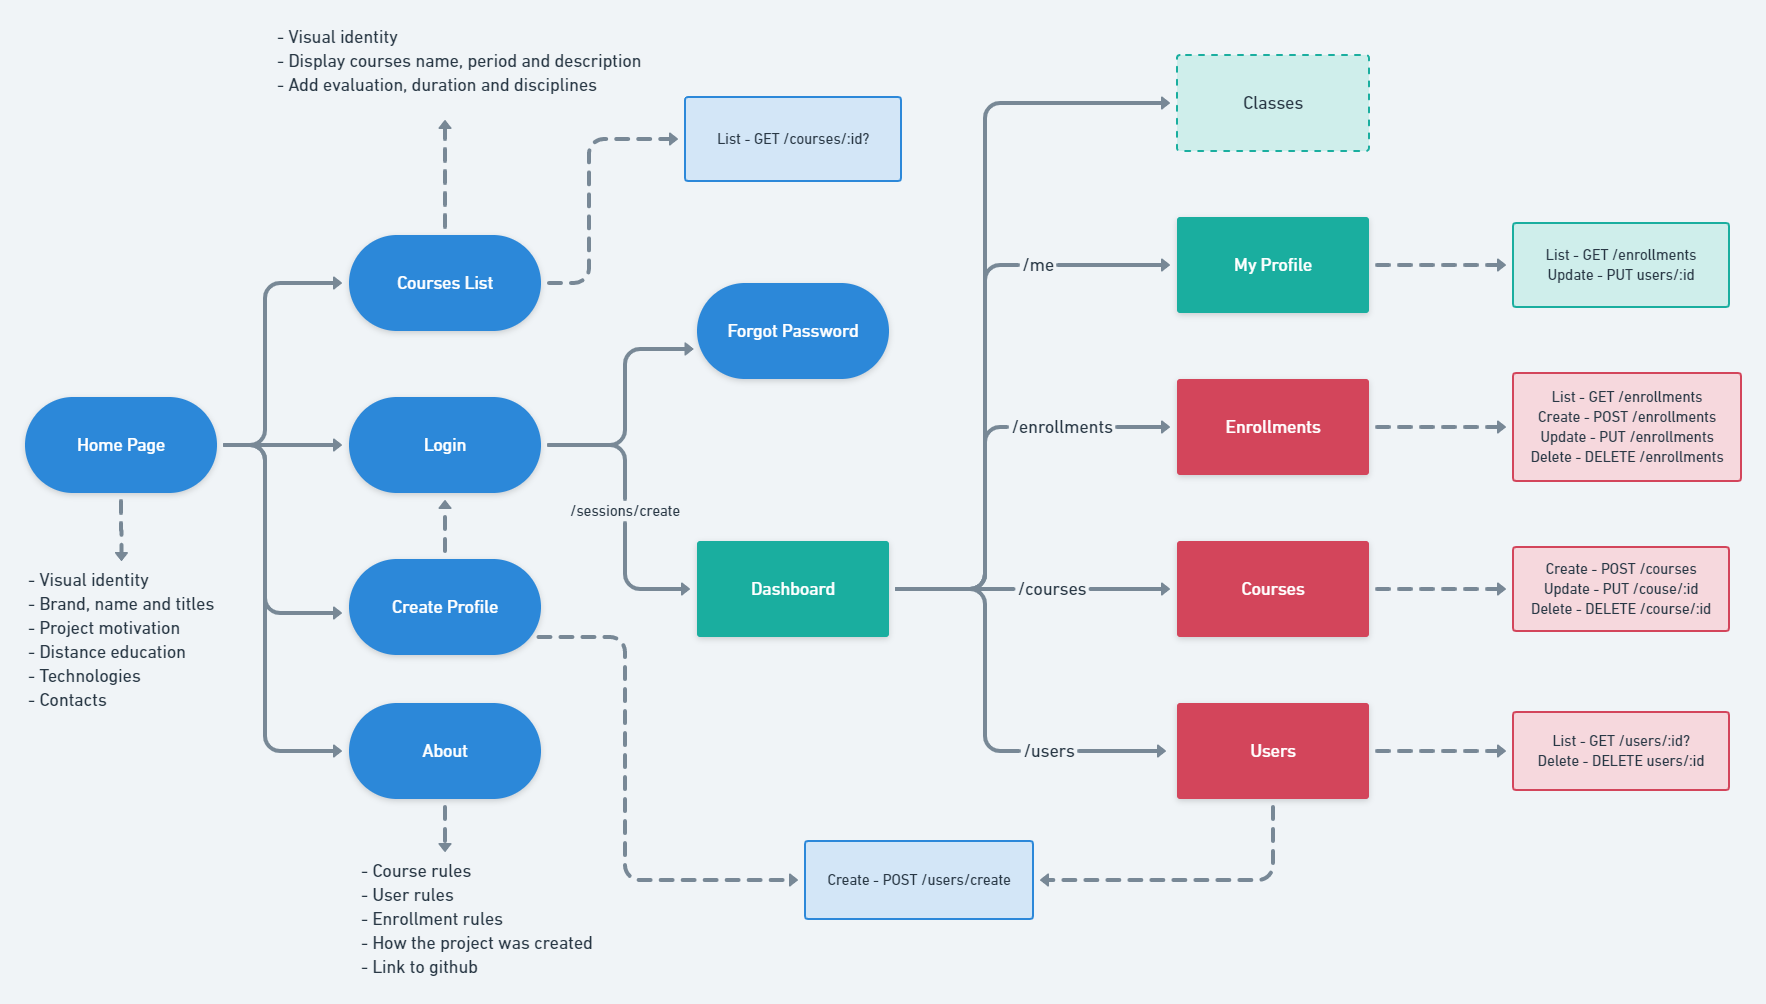 - Visual identity
- Display courses name, period and description
- Add evaluation, duration and disciplines
List - GET /courses/:id?
Classes
Courses List
Forgot Password
/me
My Profile
List - GET /enrollments
Update - PUT users/:id
Home Page
Login
/enrollments
Enrollments
List - GET /enrollments
Create - POST /enrollments
Update - PUT /enrollments
Delete - DELETE /enrollments
/sessions/create
- Visual identity
- Brand, name and titles
- Project motivation
- Distance education
- Technologies
- Contacts
Create Profile
Dashboard
/courses
Courses
Create - POST /courses
Update - PUT /couse/:id
Delete - DELETE /course/:id
About
/users
Users
List - GET /users/:id?
Delete - DELETE users/:id
- Course rules
- User rules
- Enrollment rules
- How the project was created
- Link to github
Create - POST /users/create